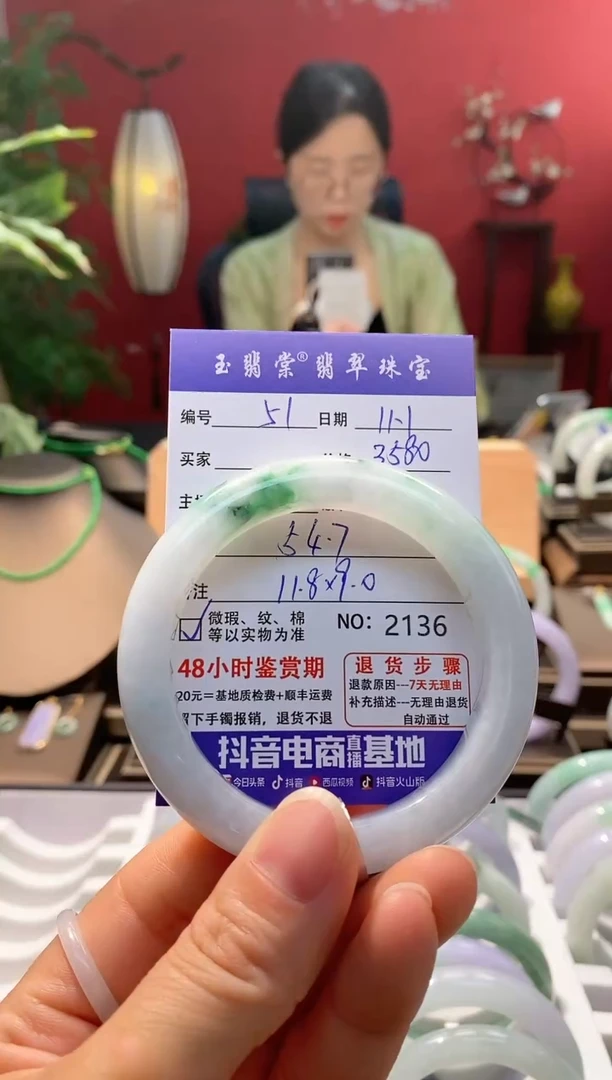 玉翡棠® 翡翠珠宝
编号 51 日期 11.1
买家 3580
54.7
注 11.8×9.0
微瑕、纹、棉
等以实物为准
NO: 2136
48小时鉴赏期
20元=基地质检费+顺丰运费
下手镯报销，退货不退
退货步骤
退款原因---7天无理由
补充描述---无理由退货
自动通过
抖音电商直播基地
今日头条 抖音 西瓜视频 抖音火山版